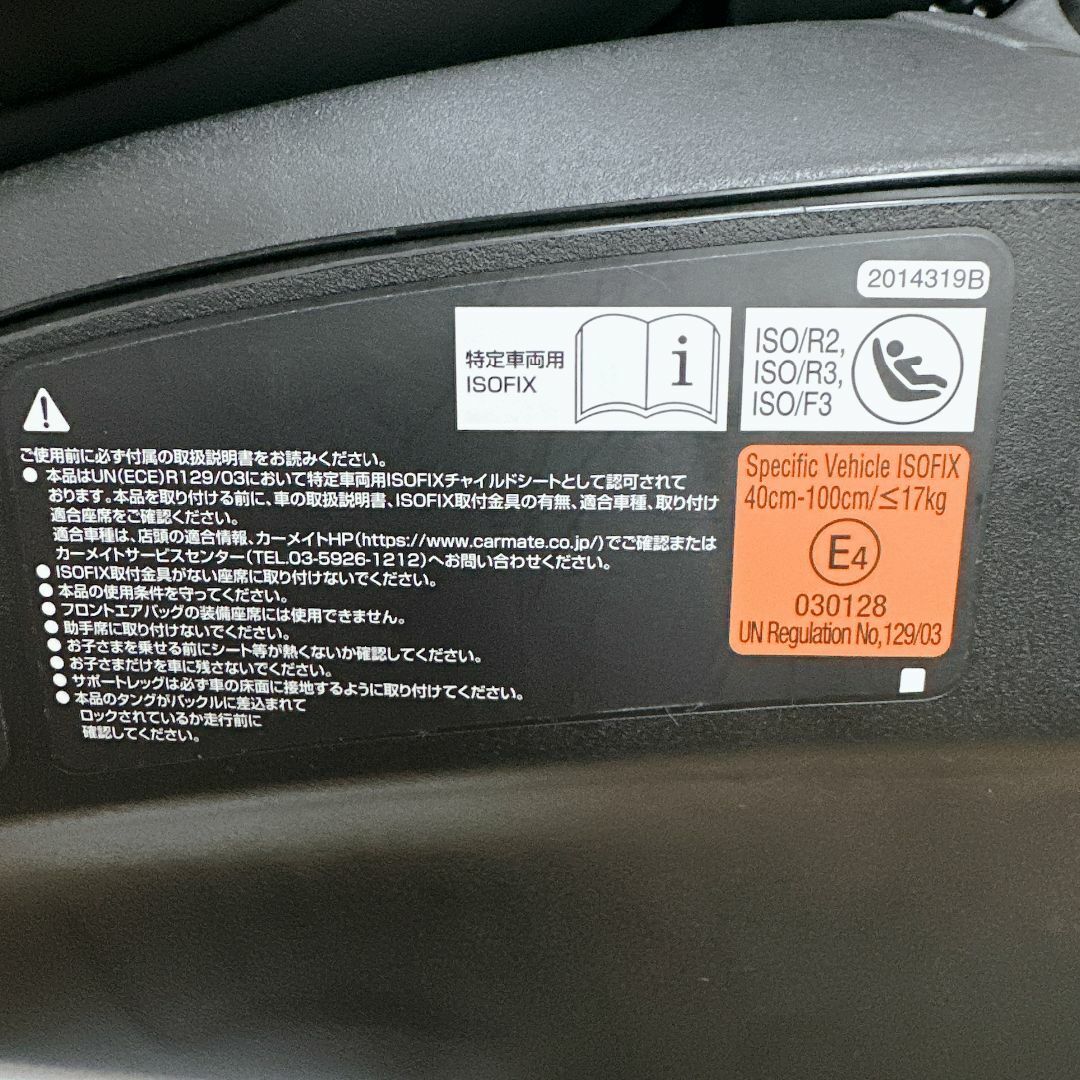 2014319B
特定車両用
ISOFIX
i
ISO/R2,
ISO/R3,
ISO/F3
ご使用前に必ず付属の取扱説明書をお読みください。
● 本品はUN(ECE)R129/03において特定車両用ISOFIXチャイルドシートとして認可されて
おります。本品を取り付ける前に、車の取扱説明書、ISOFIX取付金具の有無、適合車種、取り付け
適合座席をご確認ください。
適合車種は、店頭の適合情報、カーメイトHP(https://www.carmate.co.jp/)でご確認または
カーメイトサービスセンター(TEL.03-5926-1212)へお問い合わせください。
● ISOFIX取付金具がない座席に取り付けないでください。
● 本品の使用条件を守ってください。
● フロントエアバッグの装備座席には使用できません。
● 助手席に取り付けないでください。
● お子さまを乗せる前にシート等が熱くないか確認してください。
● お子さまだけを車に残さないでください。
● サポートレッグは必ず車の床面に接地するように取り付けてください。
● 本品のタングがバックルに差込まれて
ロックされているか走行前に
確認してください。
Specific Vehicle ISOFIX
40cm-100cm/≦17kg
E4
030128
UN Regulation No,129/03